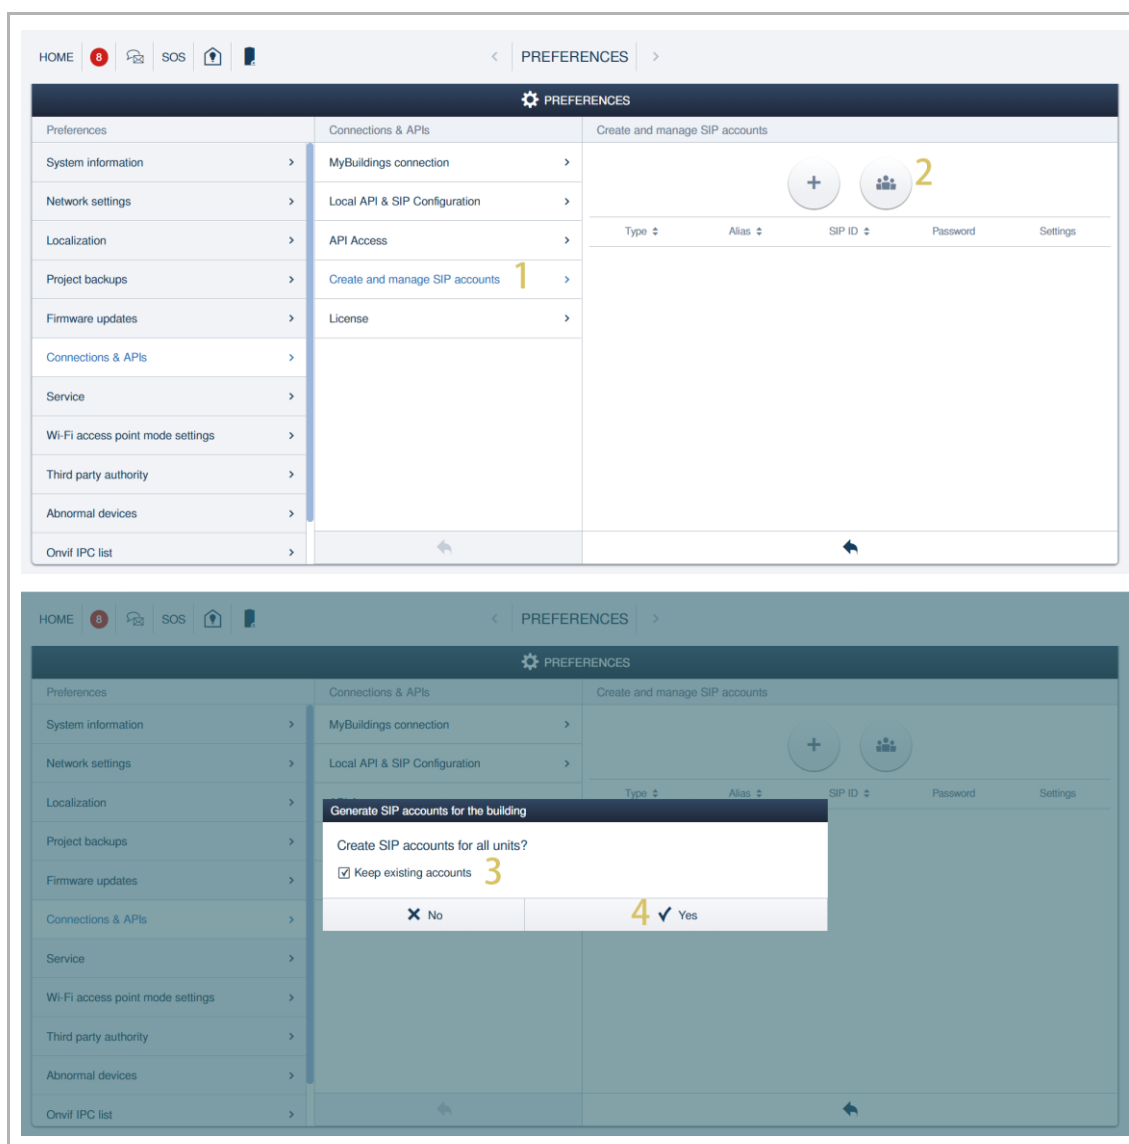 HOME 8 SOS < PREFERENCES >
PREFERENCES
Preferences Connections & APIs Create and manage SIP accounts
System information > MyBuildings connection > + 2
Network settings > Local API & SIP Configuration >
Type Alias SIP ID Password Settings
Localization > API Access >
Project backups > Create and manage SIP accounts 1 >
Firmware updates > License >
Connections & APIs >
Service >
Wi-Fi access point mode settings >
Third party authority >
Abnormal devices >
Onvif IPC list >
HOME 8 SOS < PREFERENCES >
PREFERENCES
Preferences Connections & APIs Create and manage SIP accounts
System information > MyBuildings connection > +
Network settings > Local API & SIP Configuration >
Type Alias SIP ID Password Settings
Localization >
Generate SIP accounts for the building
Project backups > Create SIP accounts for all units?
Keep existing accounts 3
Firmware updates >
Connections & APIs > No 4 Yes
Service >
Wi-Fi access point mode settings >
Third party authority >
Abnormal devices >
Onvif IPC list >